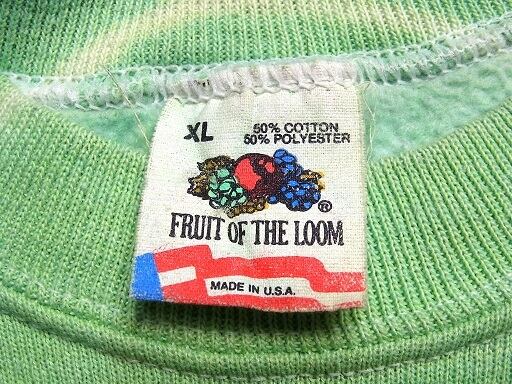 XL
50% COTTON
50% POLYESTER
®
FRUIT OF THE LOOM
MADE IN U.S.A.